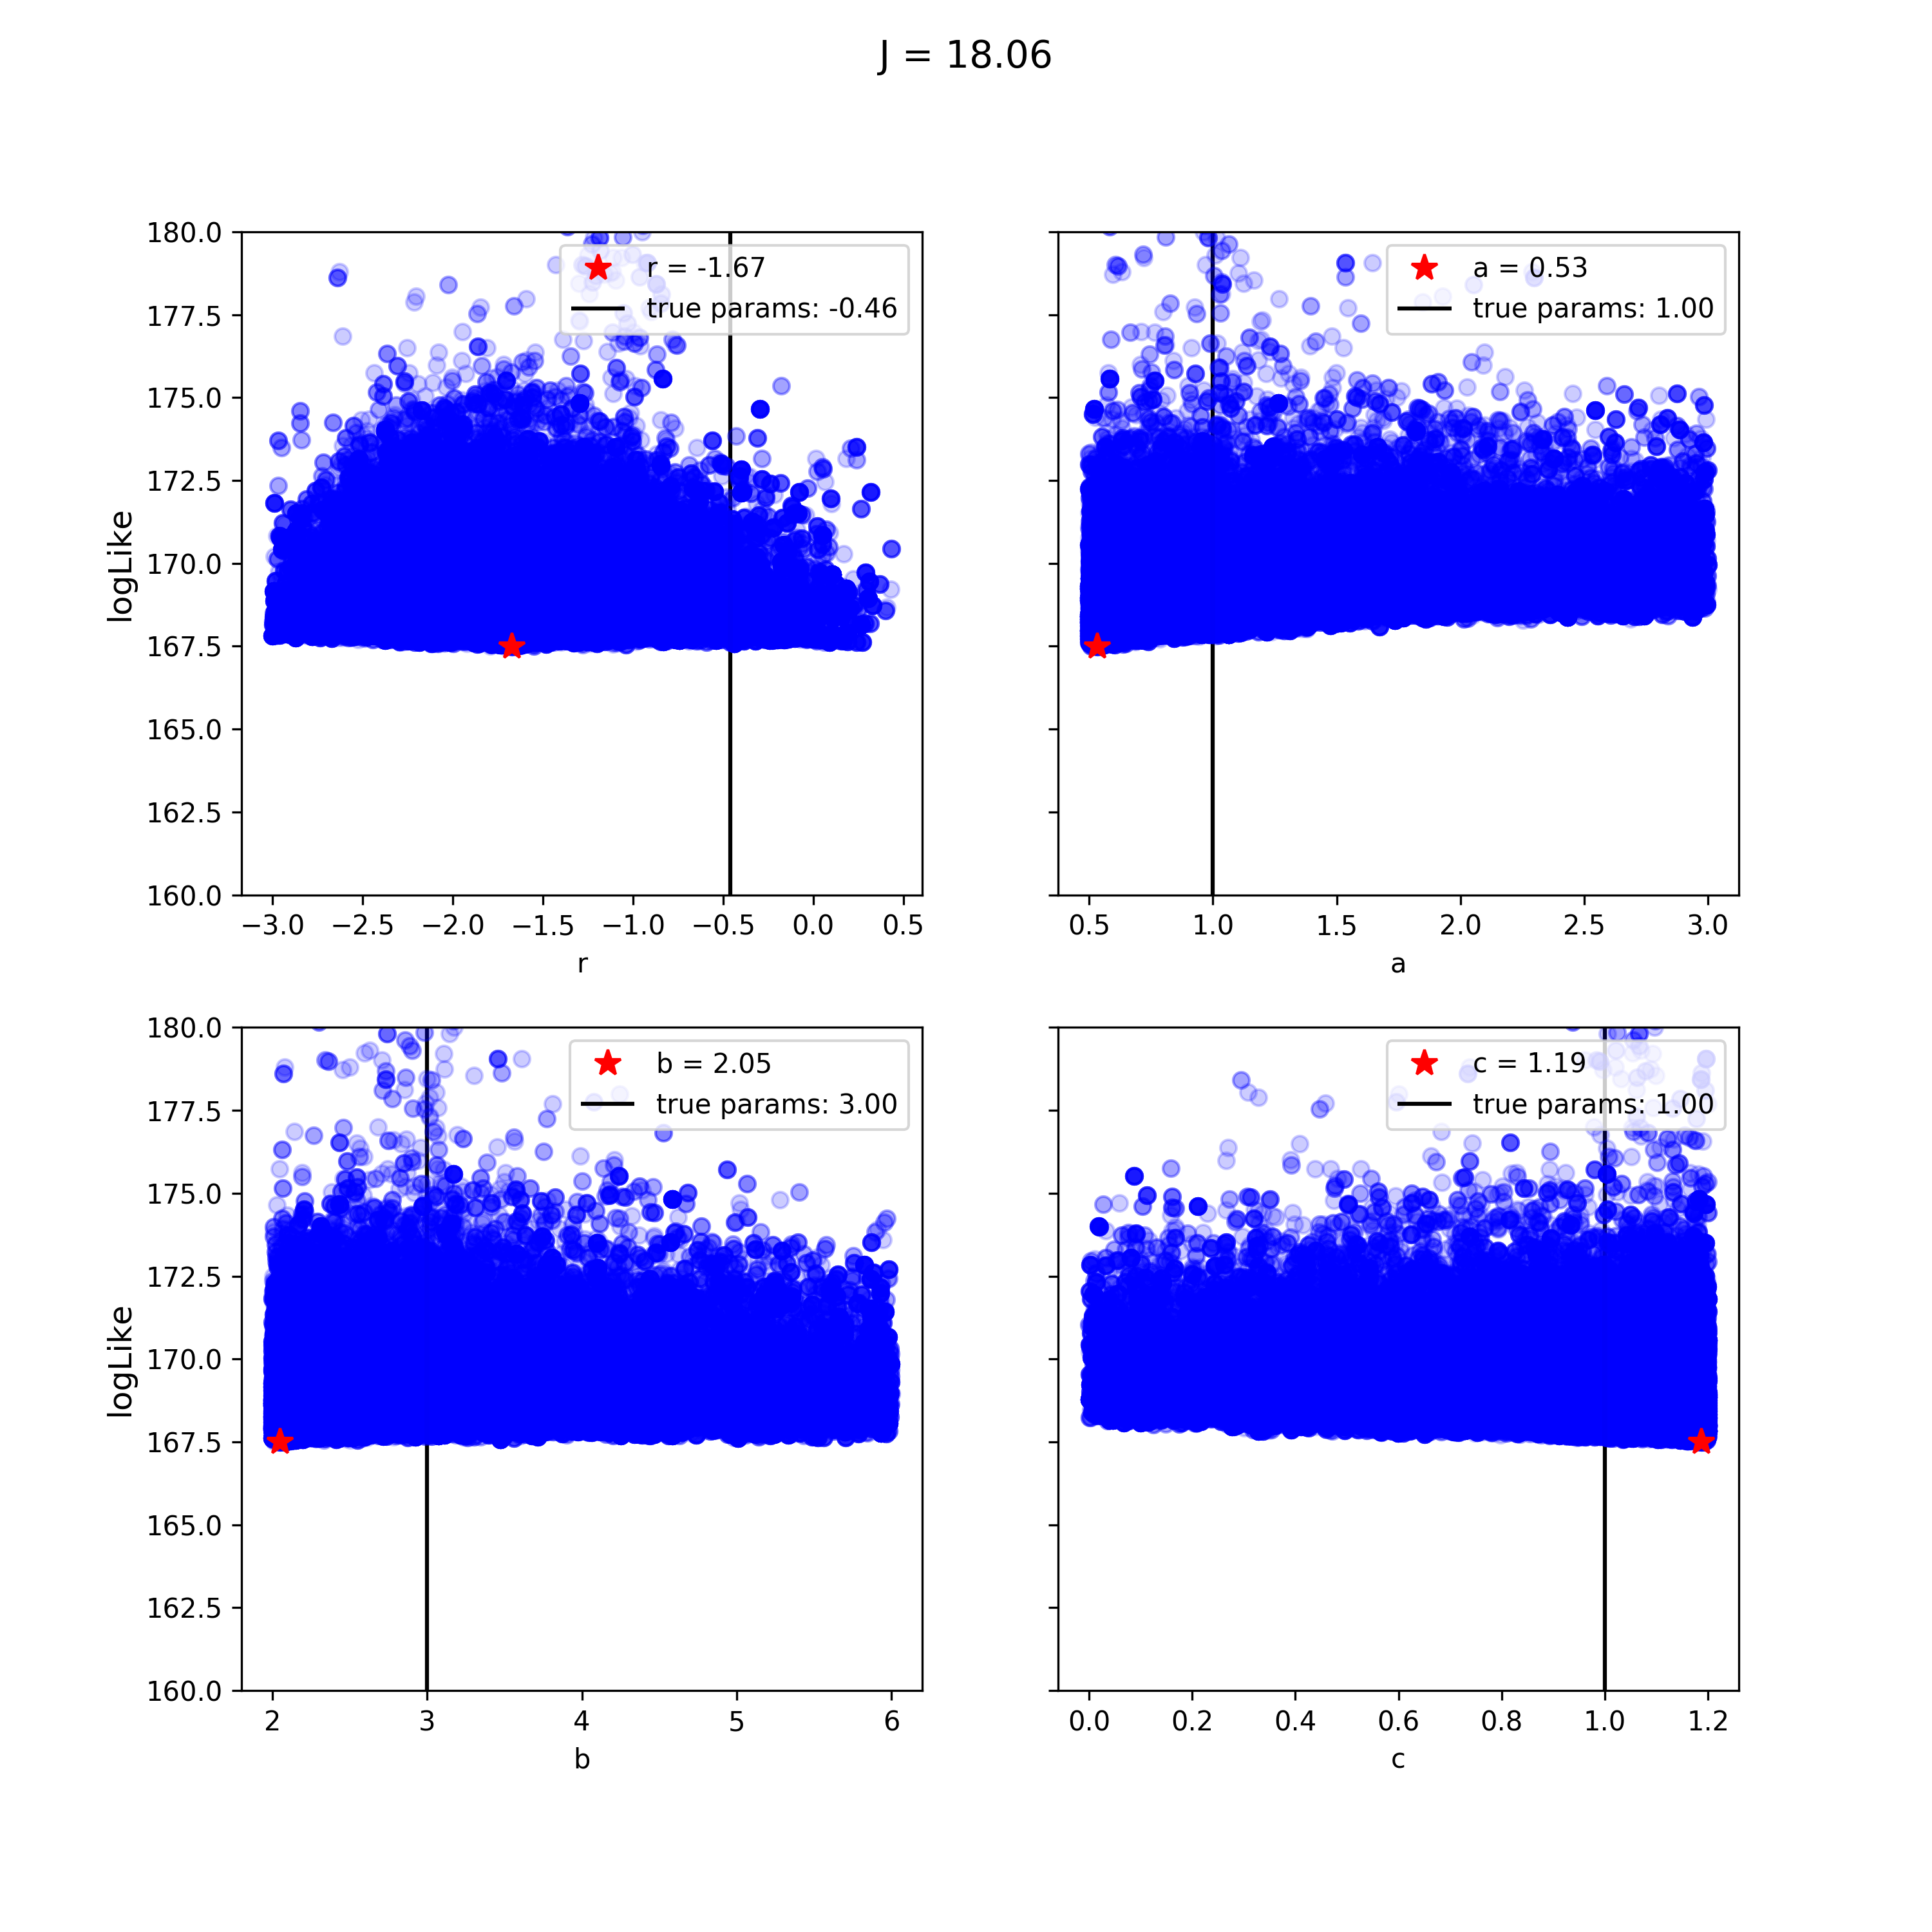 J = 18.06
r = -1.67
true params: -0.46
180.0
177.5
175.0
172.5
170.0
167.5
165.0
162.5
160.0
logLike
−3.0 −2.5 −2.0 −1.5 −1.0 −0.5 0.0 0.5
r
a = 0.53
true params: 1.00
0.5 1.0 1.5 2.0 2.5 3.0
a
b = 2.05
true params: 3.00
180.0
177.5
175.0
172.5
170.0
167.5
165.0
162.5
160.0
logLike
2 3 4 5 6
b
c = 1.19
true params: 1.00
0.0 0.2 0.4 0.6 0.8 1.0 1.2
c